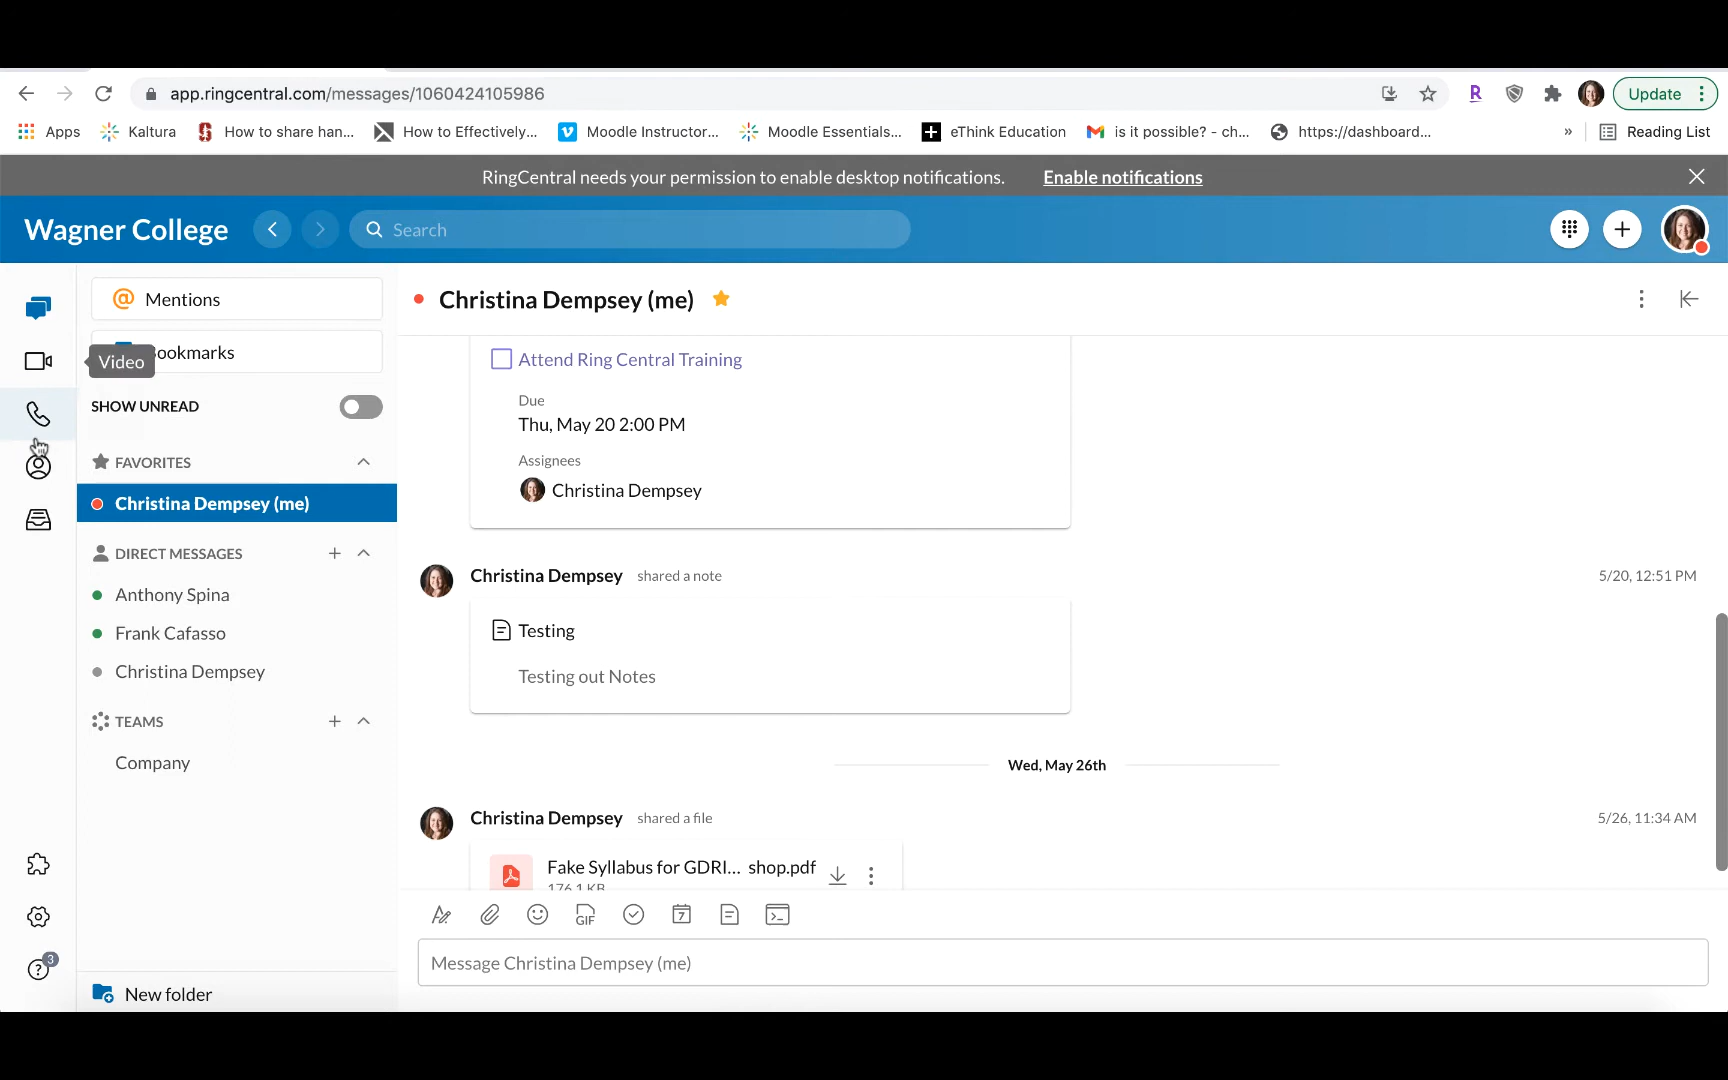 app.ringcentral.com/messages/1060424105986
Update
Apps
Kaltura
How to share han...
How to Effectively...
Moodle Instructor...
Moodle Essentials...
eThink Education
is it possible? - ch...
https://dashboard...
»
Reading List
RingCentral needs your permission to enable desktop notifications. Enable notifications
Wagner College
Search
Mentions
Video
ookmarks
SHOW UNREAD
FAVORITES
Christina Dempsey (me)
DIRECT MESSAGES
Anthony Spina
Frank Cafasso
Christina Dempsey
TEAMS
Company
3
New folder
Christina Dempsey (me)
Attend Ring Central Training
Due
Thu, May 20 2:00 PM
Assignees
Christina Dempsey
Christina Dempsey shared a note 5/20, 12:51 PM
Testing
Testing out Notes
Wed, May 26th
Christina Dempsey shared a file 5/26, 11:34 AM
Fake Syllabus for GDRI... shop.pdf
176.1 KB
GIF
7
Message Christina Dempsey (me)